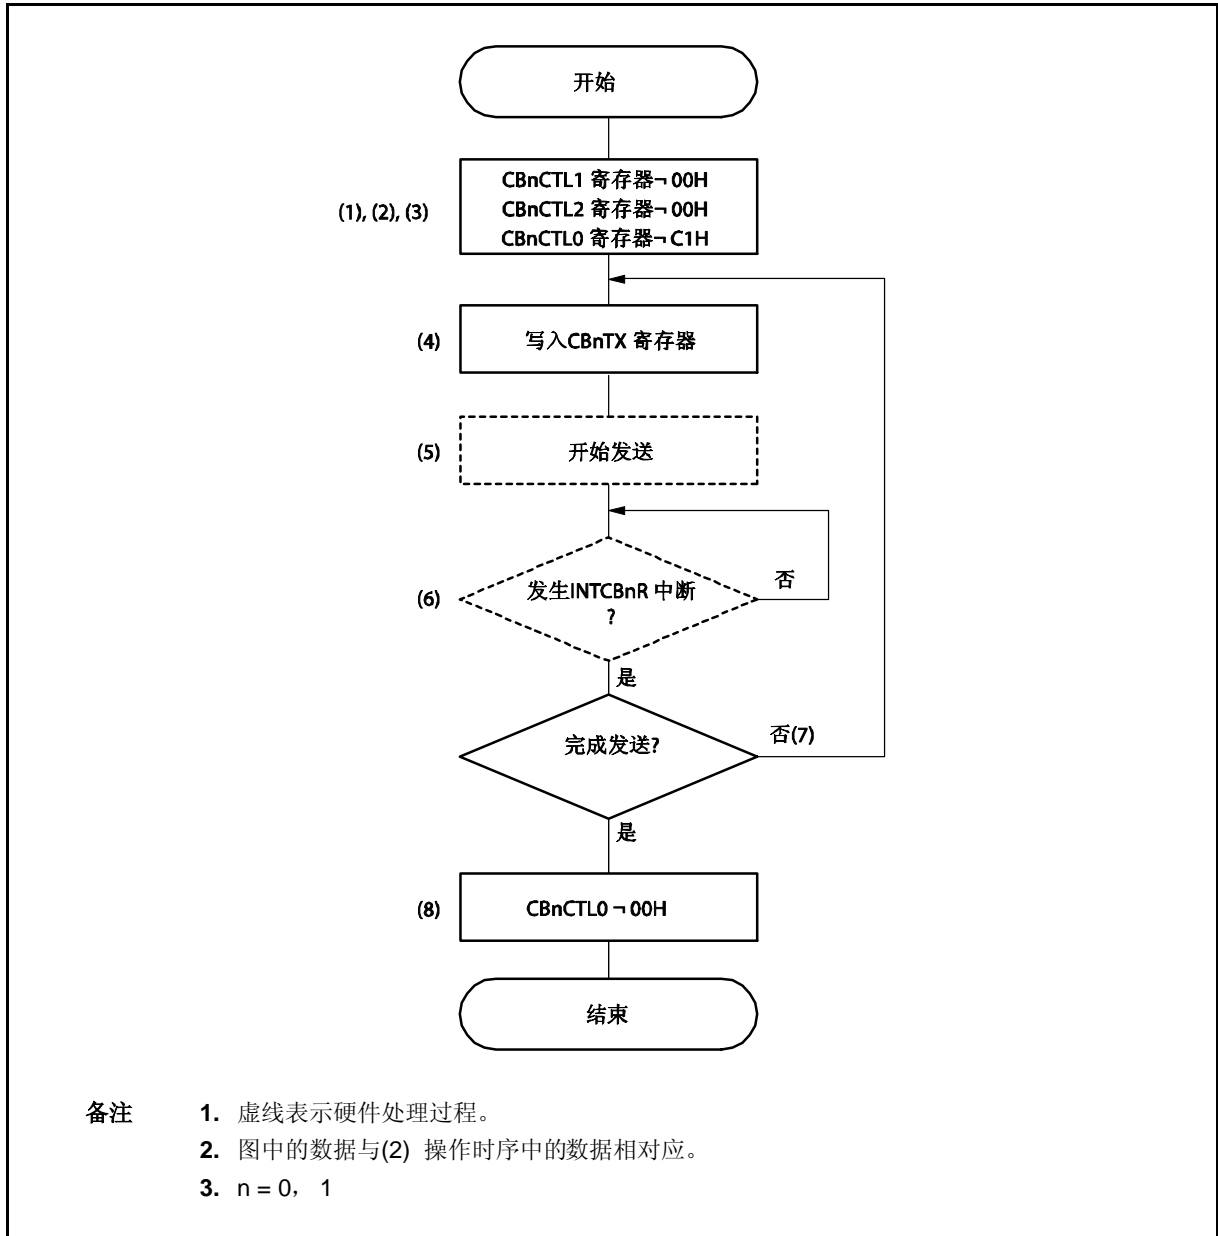 开始
(1), (2), (3)
CBnCTL1 寄存器¬ 00H
CBnCTL2 寄存器¬ 00H
CBnCTL0 寄存器¬ C1H
(4)
写入CBnTX 寄存器
(5)
开始发送
(6)
发生INTCBnR 中断
?
否
是
完成发送?
否(7)
是
(8)
CBnCTL0 ¬ 00H
结束
备注 1. 虚线表示硬件处理过程。
2. 图中的数据与(2) 操作时序中的数据相对应。
3. n = 0， 1